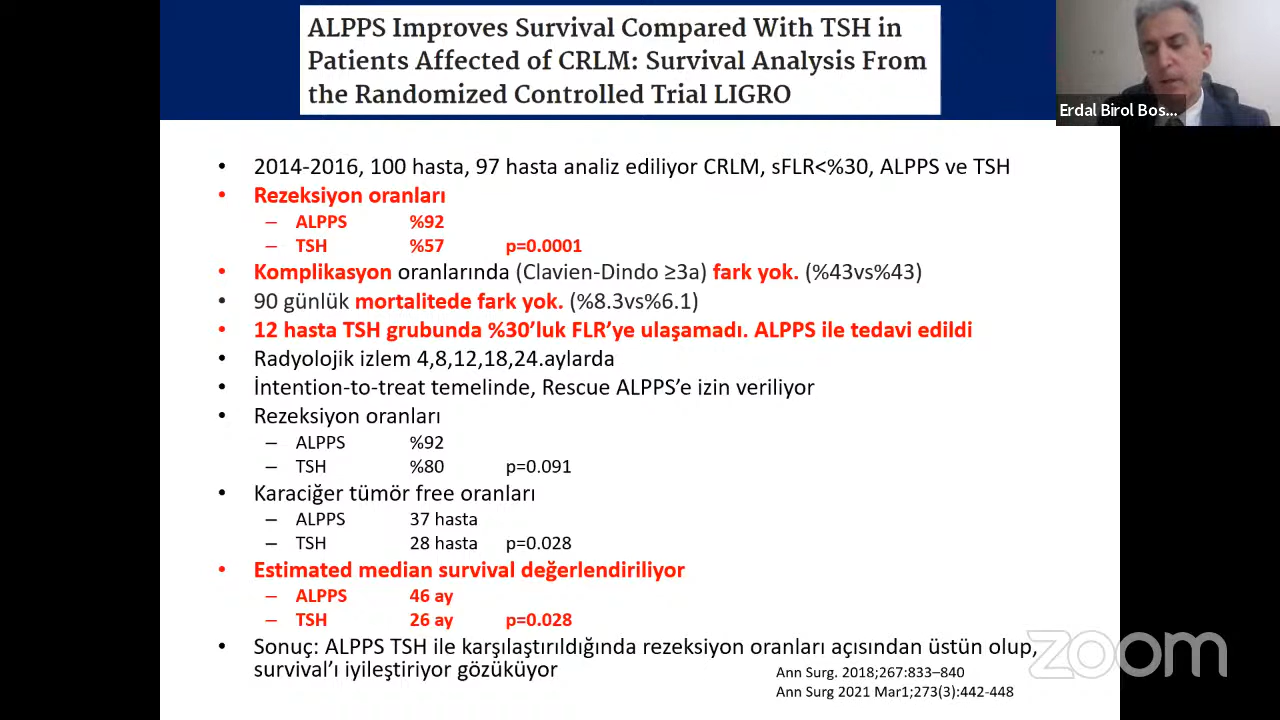 ALPPS Improves Survival Compared With TSH in
Patients Affected of CRLM: Survival Analysis From
the Randomized Controlled Trial LIGRO
Erdal Birol Bos...
• 2014-2016, 100 hasta, 97 hasta analiz ediliyor CRLM, sFLR<%30, ALPPS ve TSH
• Rezeksiyon oranları
– ALPPS %92
– TSH %57 p=0.0001
• Komplikasyon oranlarında (Clavien-Dindo ≥3a) fark yok. (%43vs%43)
• 90 günlük mortalitede fark yok. (%8.3vs%6.1)
• 12 hasta TSH grubunda %30’luk FLR’ye ulaşamadı. ALPPS ile tedavi edildi
• Radyolojik izlem 4,8,12,18,24.aylarda
• İntention-to-treat temelinde, Rescue ALPPS’e izin veriliyor
• Rezeksiyon oranları
– ALPPS %92
– TSH %80 p=0.091
• Karaciğer tümör free oranları
– ALPPS 37 hasta
– TSH 28 hasta p=0.028
• Estimated median survival değerlendiriliyor
– ALPPS 46 ay
– TSH 26 ay p=0.028
• Sonuç: ALPPS TSH ile karşılaştırıldığında rezeksiyon oranları açısından üstün olup,
survival’ı iyileştiriyor gözüküyor
Ann Surg. 2018;267:833–840
Ann Surg 2021 Mar1;273(3):442-448
zoom